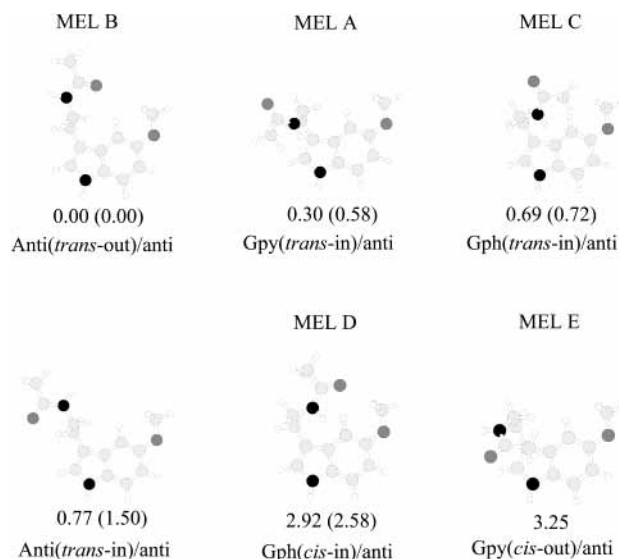 MEL B MEL A MEL C
0.00 (0.00) 0.30 (0.58) 0.69 (0.72)
Anti(trans-out)/anti Gpy(trans-in)/anti Gph(trans-in)/anti
MEL D MEL E
0.77 (1.50) 2.92 (2.58) 3.25
Anti(trans-in)/anti Gph(cis-in)/anti Gpy(cis-out)/anti